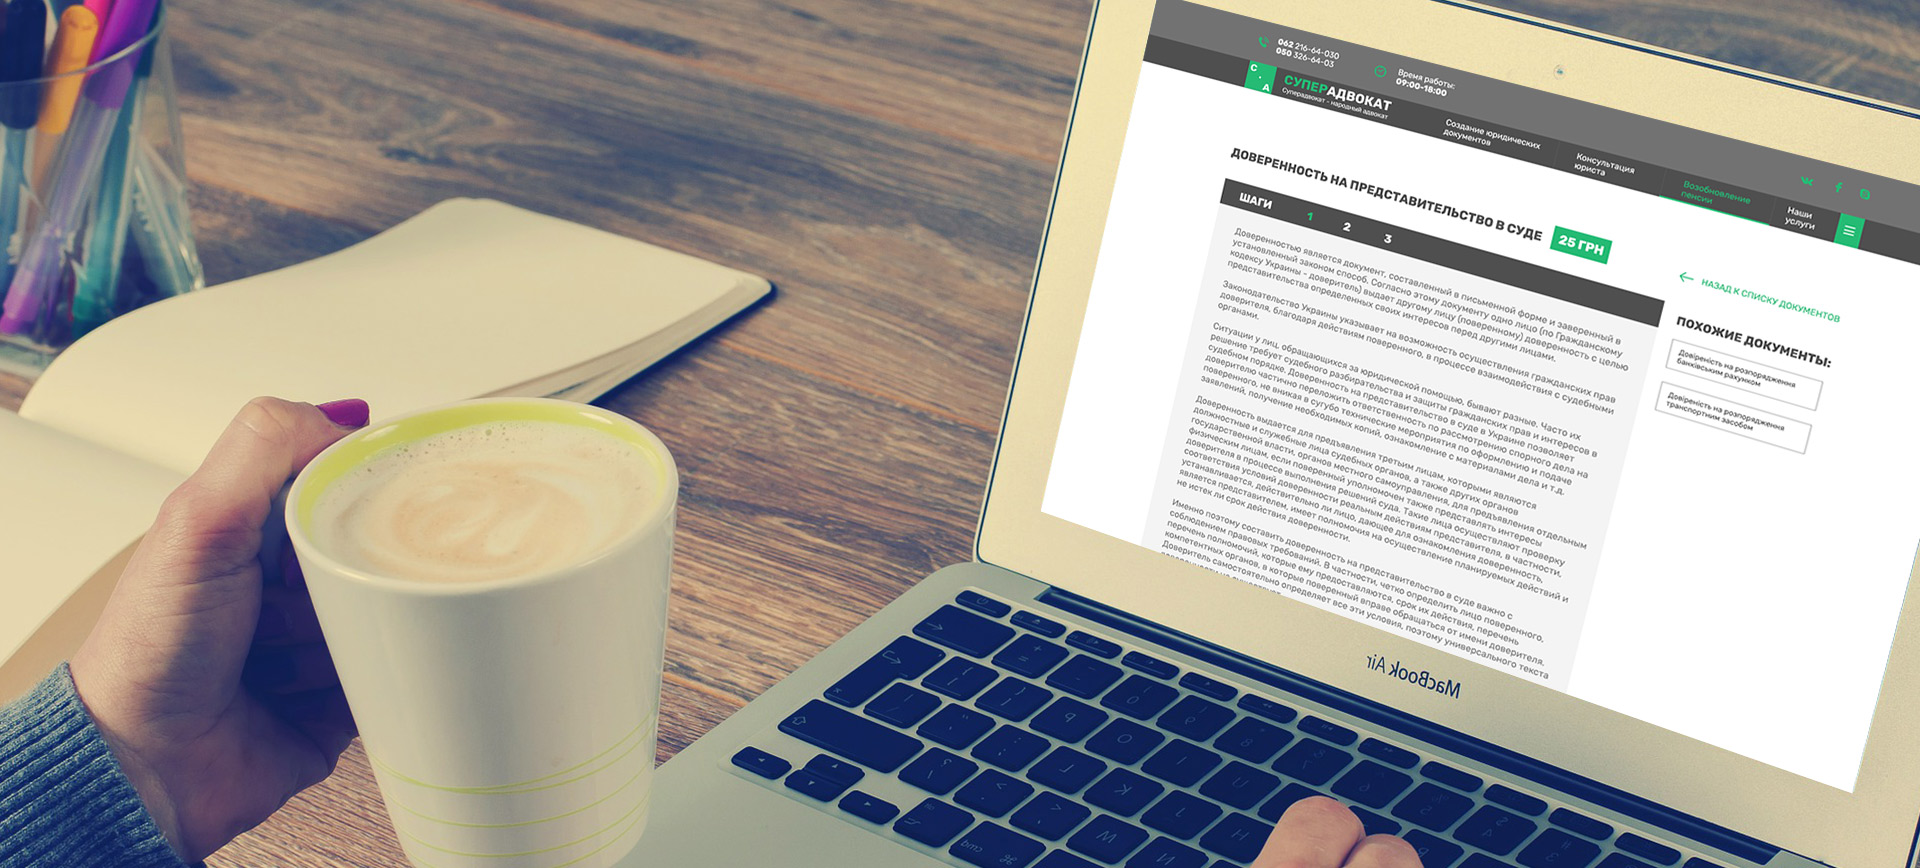 062 216-64-030
050 326-64-03
Время работы:
09:00-18:00
С
.
А
СУПЕРАДВОКАТ
Суперадвокат - народный адвокат
Создание юридических
документов
Консультация
юриста
Возобновление
пенсии
Наши
услуги
ДОВЕРЕННОСТЬ НА ПРЕДСТАВИТЕЛЬСТВО В СУДЕ 25 ГРН
ШАГИ 1 2 3
Доверенностью является документ, составленный в письменной форме и заверенный в
установленный законом способ. Согласно этому документу одно лицо (по Гражданскому
кодексу Украины - доверитель) выдает другому лицу (поверенному) доверенность с целью
представительства определенных своих интересов перед другими лицами.
Законодательство Украины указывает на возможность осуществления гражданских прав
доверителя, благодаря действиям поверенного, в процессе взаимодействия с судебными
органами.
Ситуации у лиц, обращающихся за юридической помощью, бывают разные. Часто их
решение требует судебного разбирательства и защиты гражданских прав и интересов в
судебном порядке. Доверенность на представительство в суде в Украине позволяет
доверителю частично переложить ответственность по рассмотрению спорного дела на
поверенного, не вникая в сугубо технические мероприятия по оформлению и подаче
заявлений, получение необходимых копий, ознакомление с материалами дела и т.д.
Доверенность выдается для предъявления третьим лицам, которыми являются
должностные и служебные лица судебных органов, а также других органов
государственной власти, органов местного самоуправления, для предъявления отдельным
физическим лицам, если поверенный уполномочен также представлять интересы
доверителя в процессе выполнения решений суда. Такие лица осуществляют проверку
соответствия условий доверенности реальным действиям представителя, в частности,
устанавливается, действительно ли лицо, дающее для ознакомления доверенность,
является представителем, имеет полномочия на осуществление планируемых действий и
не истек ли срок действия доверенности.
Именно поэтому составить доверенность на представительство в суде важно с
соблюдением правовых требований. В частности, четко определить лицо поверенного,
перечень полномочий, которые ему предоставляются, срок их действия, перечень
компетентных органов, в которые поверенный вправе обращаться от имени доверителя.
Доверитель самостоятельно определяет все эти условия, поэтому универсального текста
НАЗАД К СПИСКУ ДОКУМЕНТОВ
ПОХОЖИЕ ДОКУМЕНТЫ:
Довіреність на розпорядження
банківським рахунком
Довіреність на розпорядження
транспортним засобом
MacBook Air